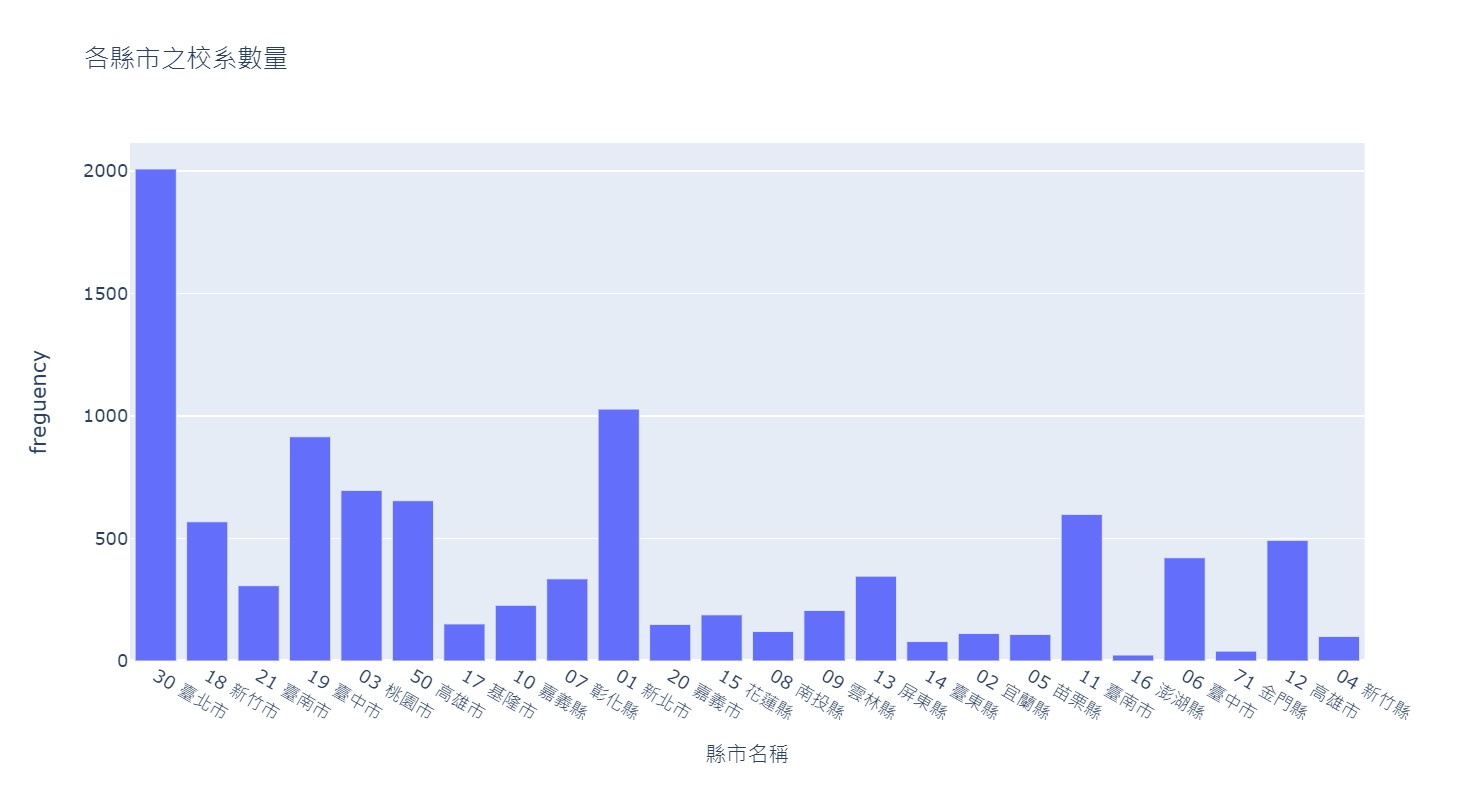 各縣市之校系數量
2000
1500
1000
500
0
freguency
30 臺北市
18 新竹市
21 臺南市
19 臺中市
03 桃園市
50 高雄市
17 基隆市
10 嘉義縣
07 彰化縣
01 新北市
20 嘉義市
15 花蓮縣
08 南投縣
09 雲林縣
13 屏東縣
14 臺東縣
02 宜蘭縣
05 苗栗縣
11 臺南市
16 澎湖縣
06 臺中市
71 金門縣
12 高雄市
04 新竹縣
縣市名稱